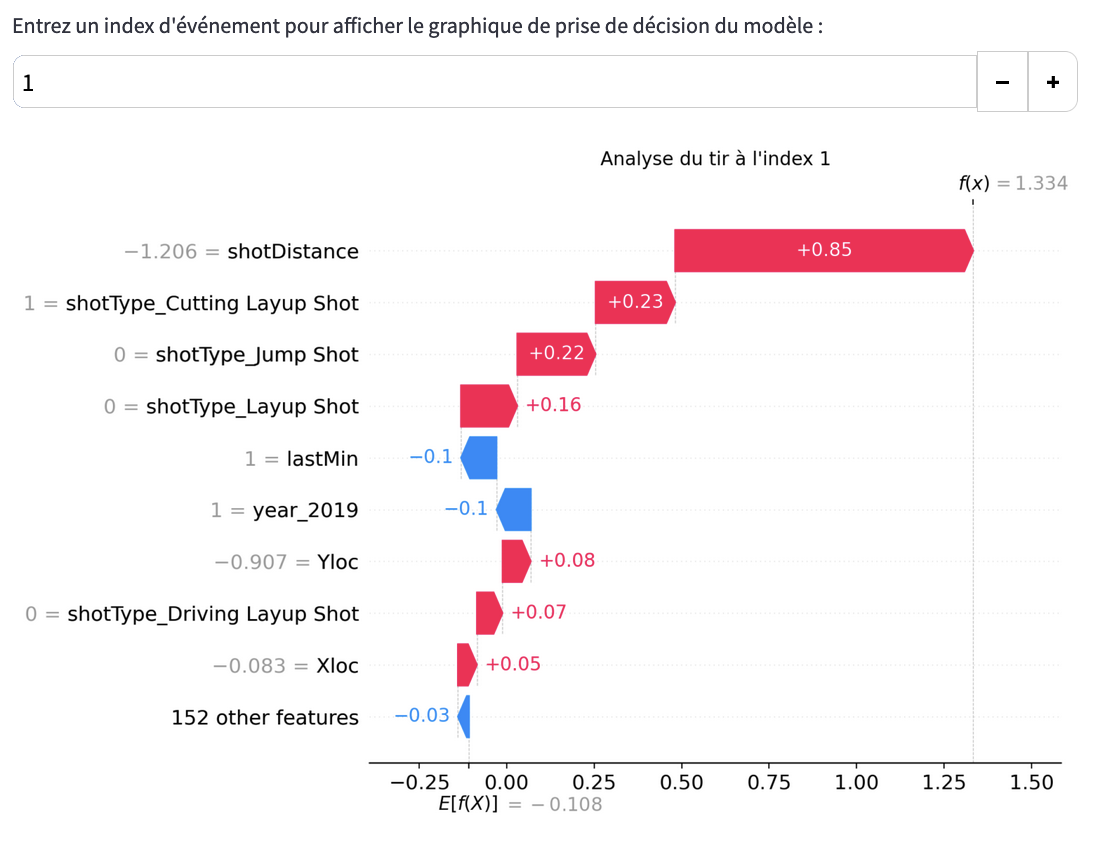 Entrez un index d'événement pour afficher le graphique de prise de décision du modèle :
1
−
+
Analyse du tir à l'index 1
f(x) = 1.334
−1.206 = shotDistance
+0.85
1 = shotType_Cutting Layup Shot
+0.23
0 = shotType_Jump Shot
+0.22
0 = shotType_Layup Shot
+0.16
1 = lastMin
−0.1
1 = year_2019
−0.1
−0.907 = Yloc
+0.08
0 = shotType_Driving Layup Shot
+0.07
−0.083 = Xloc
+0.05
152 other features
−0.03
−0.25 0.00 0.25 0.50 0.75 1.00 1.25 1.50
E[f(X)] = −0.108